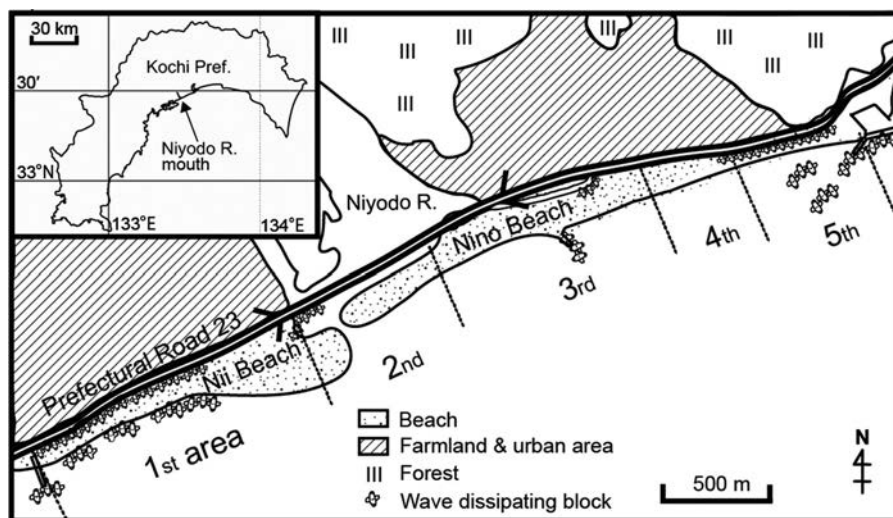 30 km
Kochi Pref.
30'
Niyodo R.
mouth
33°N
133°E
134°E
Niyodo R.
Nino Beach
Prefectural Road 23
Nii Beach
1st area
2nd
3rd
4th
5th
Beach
Farmland & urban area
Forest
Wave dissipating block
500 m
N